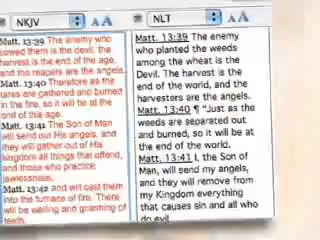 NKJV
AA
Matt. 13:39 The enemy who
sowed them is the devil, the
harvest is the end of the age,
and the reapers are the angels.
Matt. 13:40 Therefore as the
tares are gathered and burned
in the fire, so it will be at the
end of this age.
Matt. 13:41 The Son of Man
will send out His angels, and
they will gather out of His
kingdom all things that offend,
and those who practice
lawlessness,
Matt. 13:42 and will cast them
into the furnace of fire. There
will be wailing and gnashing of
teeth.
NLT
AA
Matt. 13:39 The enemy
who planted the weeds
among the wheat is the
Devil. The harvest is the
end of the world, and the
harvesters are the angels.
Matt. 13:40 ¶ “Just as the
weeds are separated out
and burned, so it will be at
the end of the world.
Matt. 13:41 I, the Son of
Man, will send my angels,
and they will remove from
my Kingdom everything
that causes sin and all who
do evil